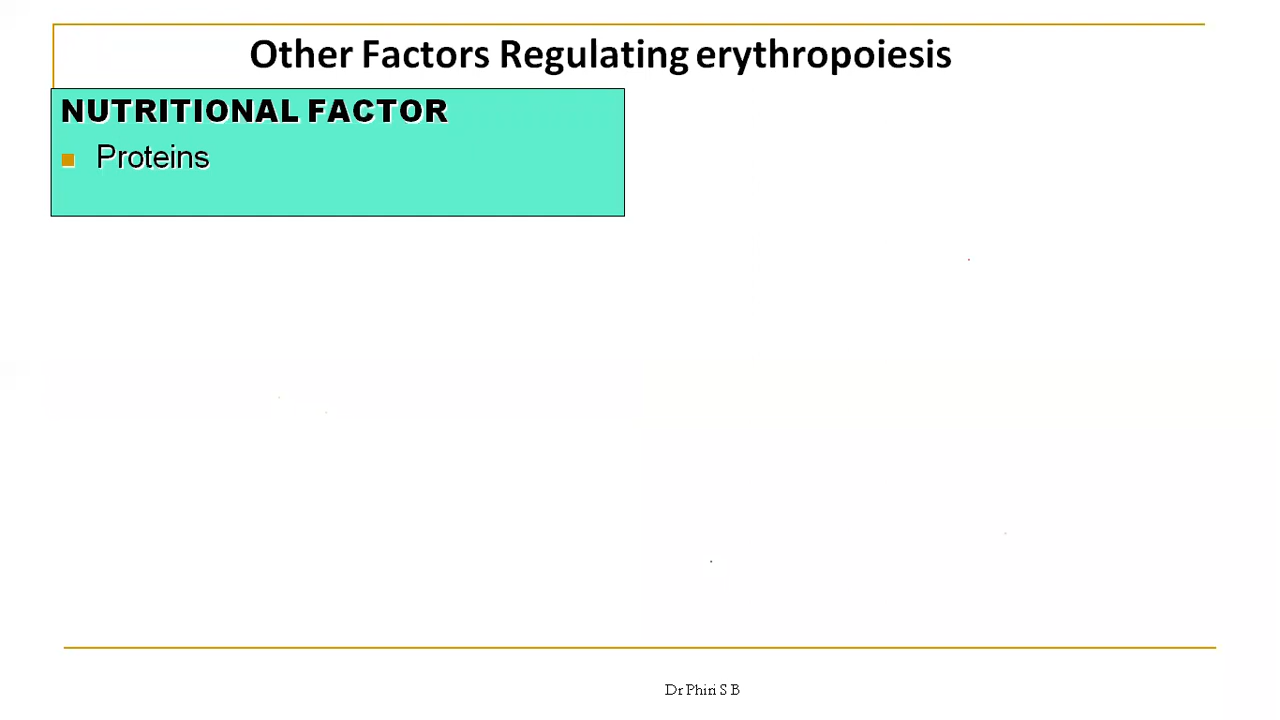 Other Factors Regulating erythropoiesis
NUTRITIONAL FACTOR
Proteins
Dr Phiri S B